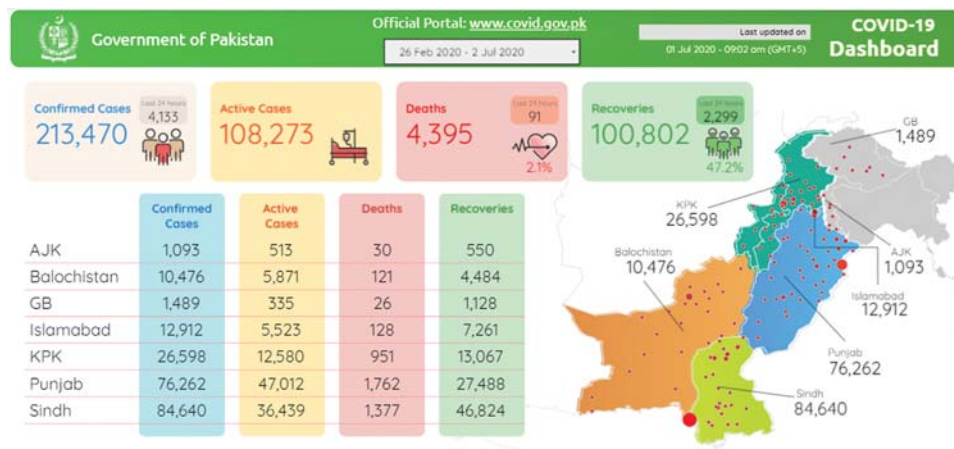 Government of Pakistan
Official Portal: www.covid.gov.pk
26 Feb 2020 - 2 Jul 2020
Last updated on
01 Jul 2020 - 09:02 am (GMT+5)
COVID-19
Dashboard
Confirmed Cases
213,470
Last 24 hours
4,133
Active Cases
108,273
Deaths
4,395
Last 24 hours
91
2.1%
Recoveries
100,802
Last 24 hours
2,299
47.2%
Confirmed Cases Active Cases Deaths Recoveries
AJK 1,093 513 30 550
Balochistan 10,476 5,871 121 4,484
GB 1,489 335 26 1,128
Islamabad 12,912 5,523 128 7,261
KPK 26,598 12,580 951 13,067
Punjab 76,262 47,012 1,762 27,488
Sindh 84,640 36,439 1,377 46,824
GB
1,489
KPK
26,598
Balochistan
10,476
AJK
1,093
Islamabad
12,912
Punjab
76,262
Sindh
84,640